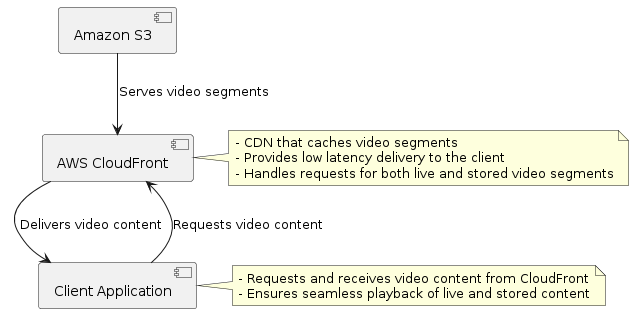 Amazon S3
Serves video segments
AWS CloudFront
- CDN that caches video segments
- Provides low latency delivery to the client
- Handles requests for both live and stored video segments
Delivers video content
Requests video content
Client Application
- Requests and receives video content from CloudFront
- Ensures seamless playback of live and stored content